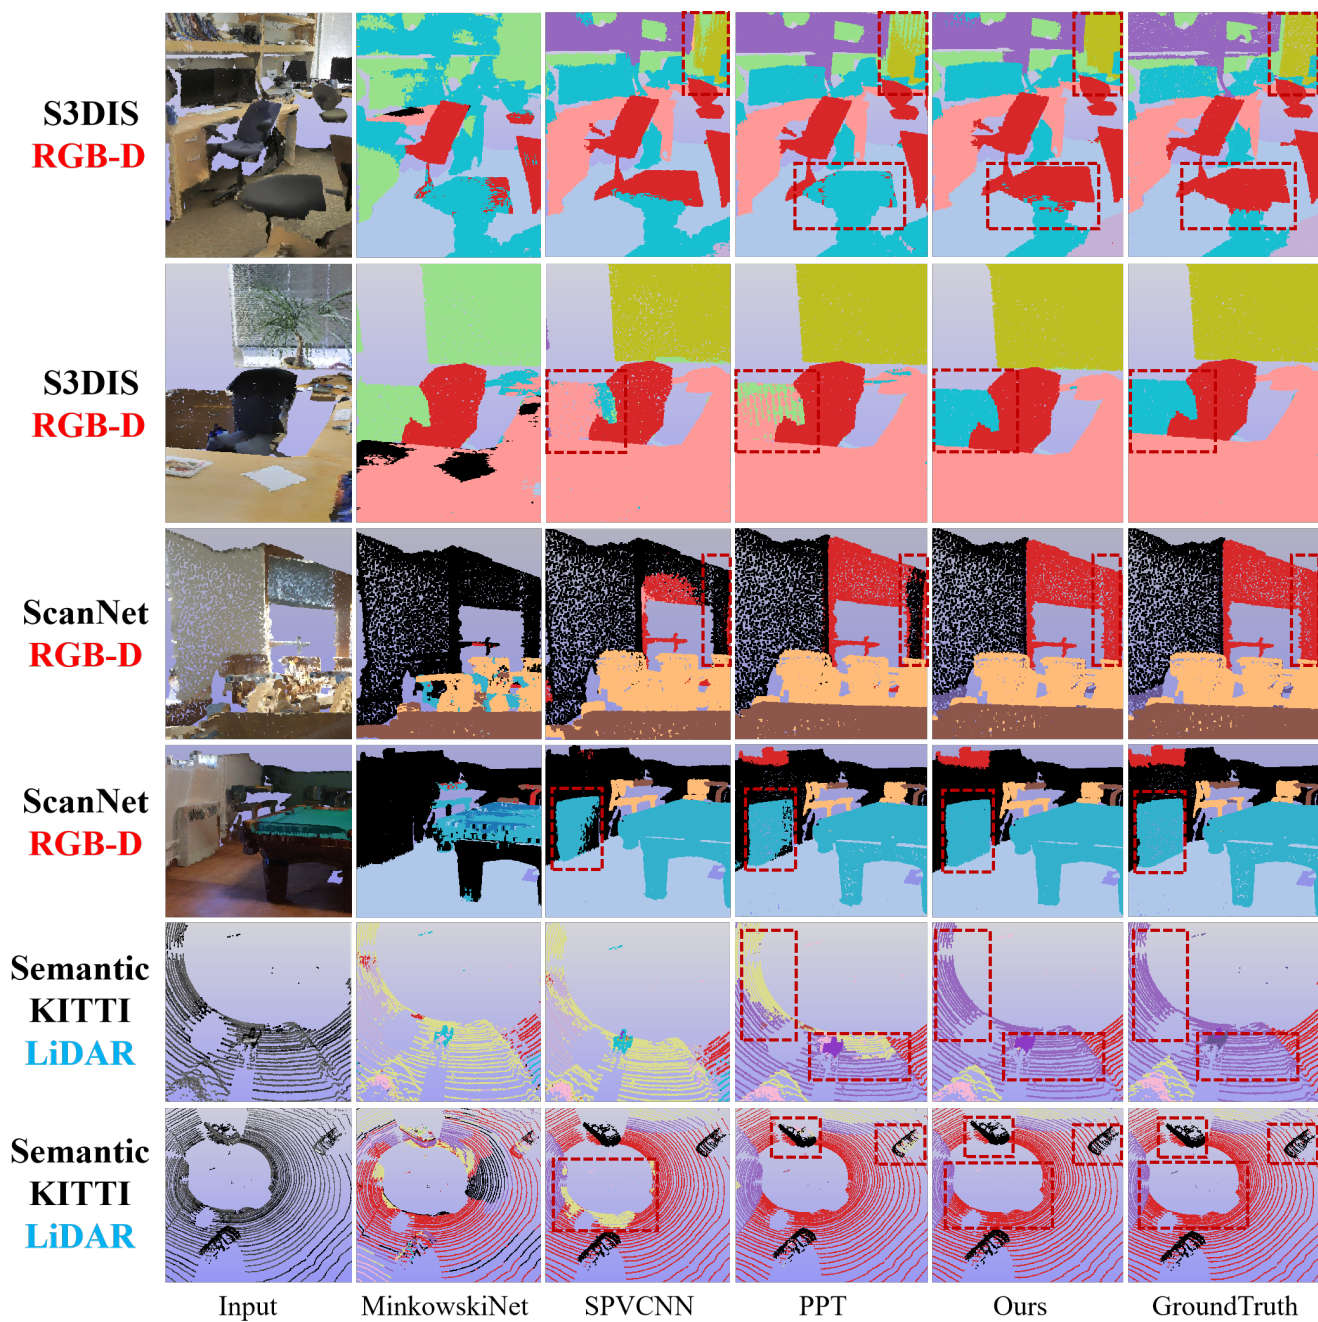 S3DIS
RGB-D
S3DIS
RGB-D
ScanNet
RGB-D
ScanNet
RGB-D
Semantic
KITTI
LiDAR
Semantic
KITTI
LiDAR
Input MinkowskiNet SPVCNN PPT Ours GroundTruth